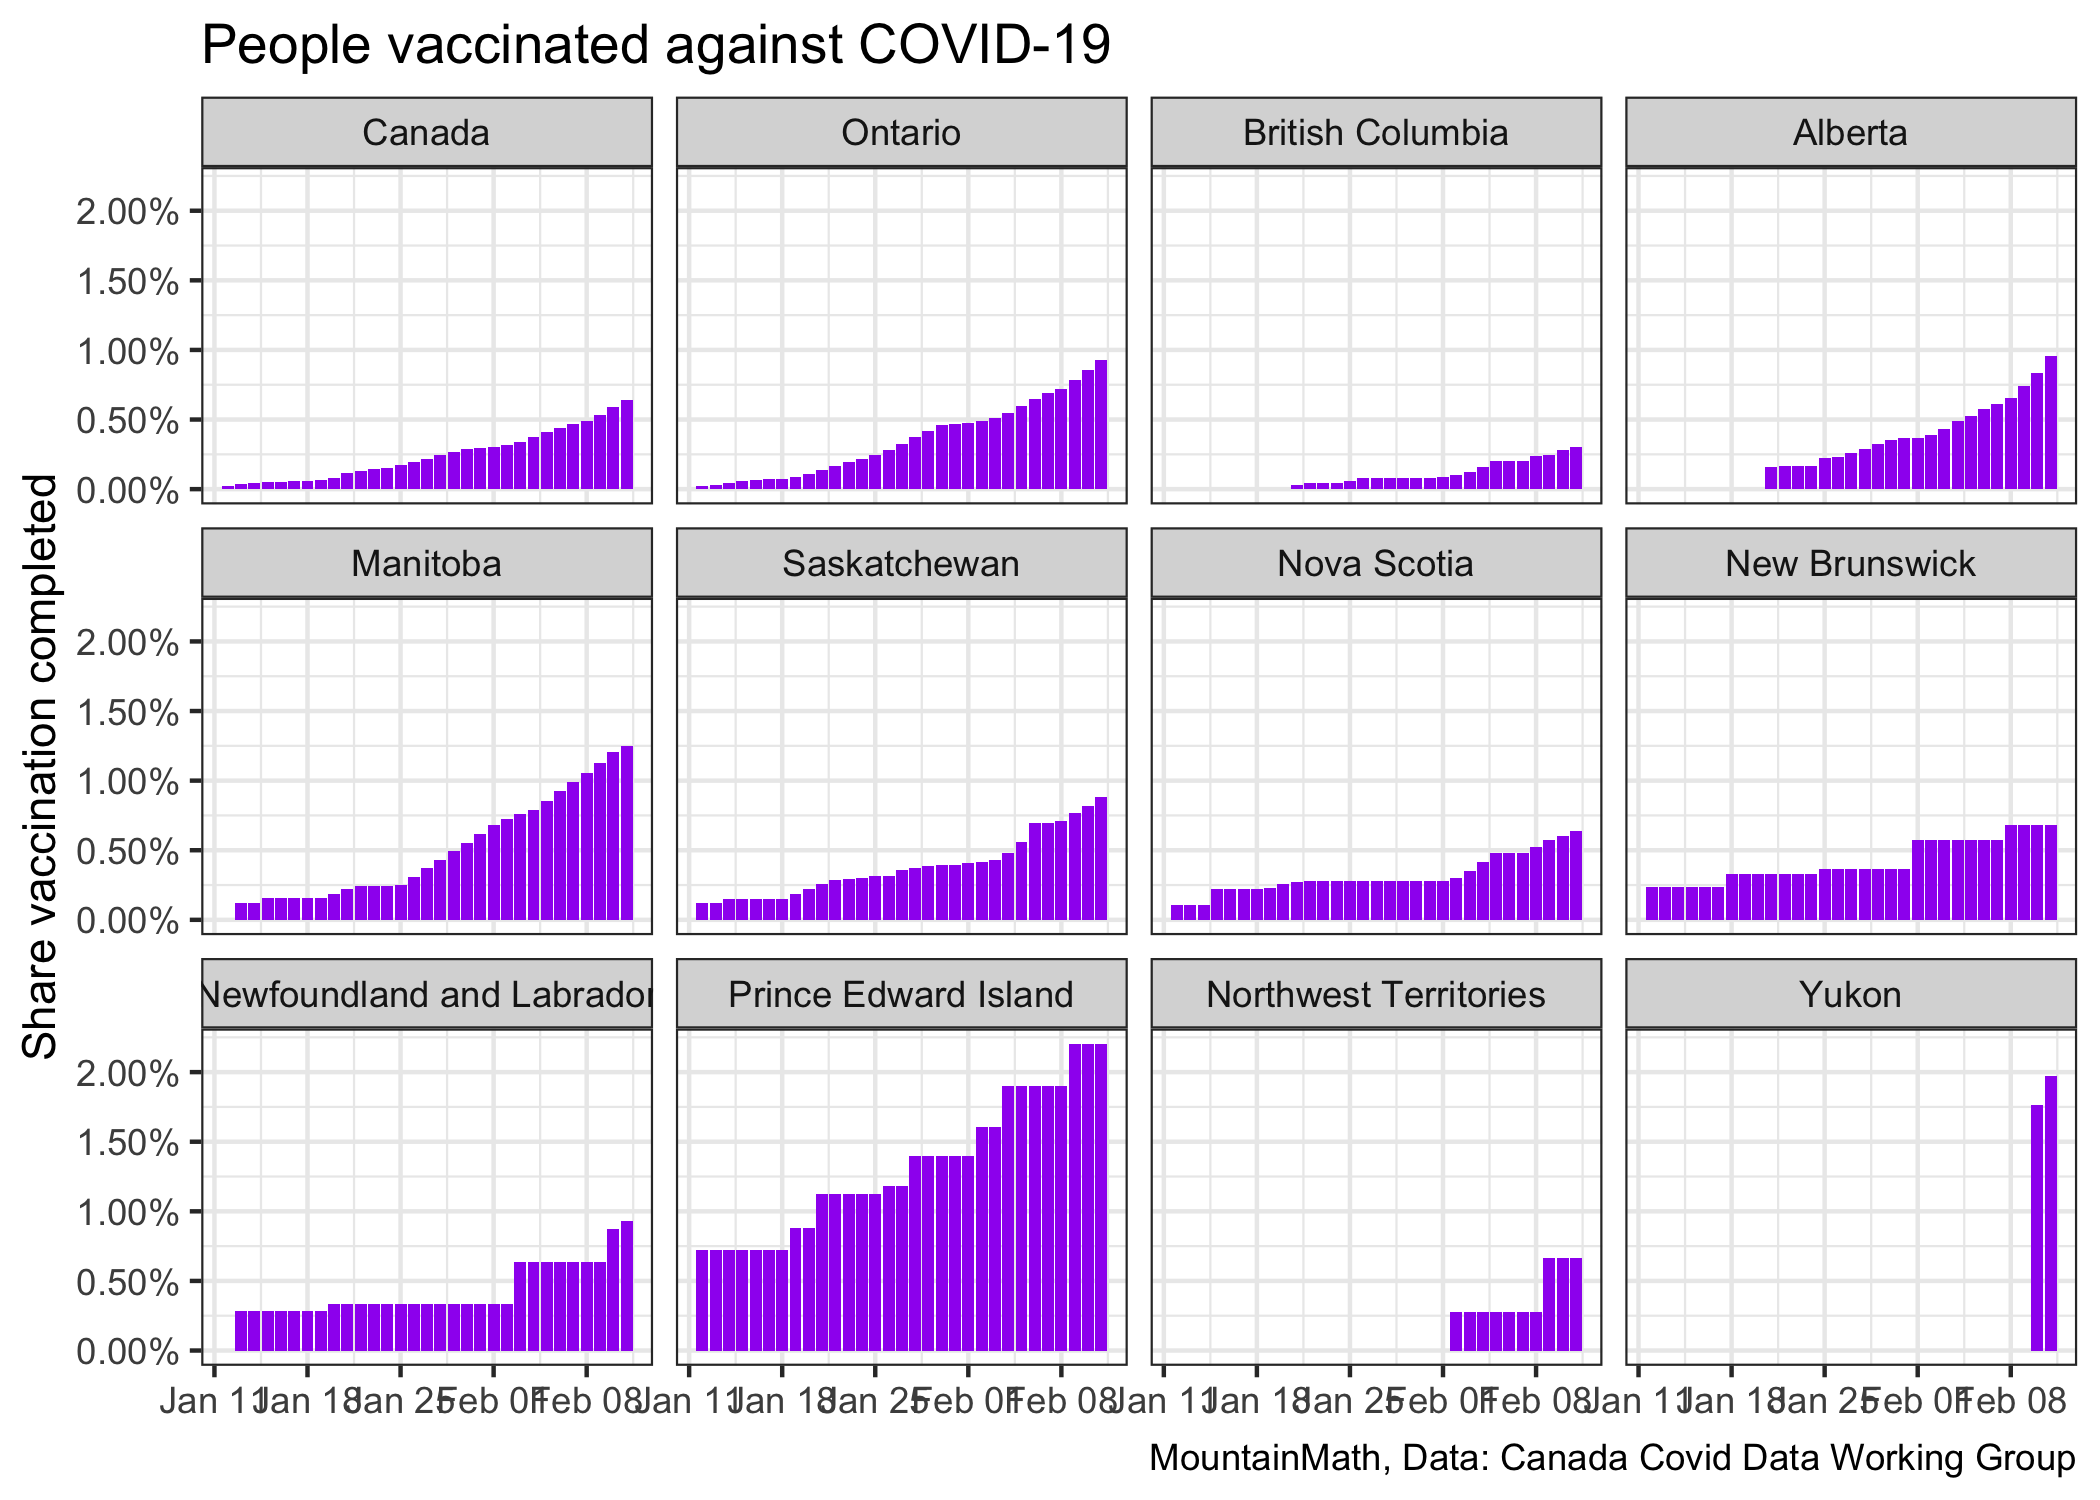 People vaccinated against COVID-19
Canada Ontario British Columbia Alberta
2.00%
1.50%
1.00%
0.50%
0.00%
Manitoba Saskatchewan Nova Scotia New Brunswick
2.00%
1.50%
1.00%
0.50%
0.00%
Newfoundland and Labrador Prince Edward Island Northwest Territories Yukon
2.00%
1.50%
1.00%
0.50%
0.00%
Share vaccination completed
Jan 11 Jan 18 Jan 25 Feb 01 Feb 08 Jan 11 Jan 18 Jan 25 Feb 01 Feb 08 Jan 11 Jan 18 Jan 25 Feb 01 Feb 08 Jan 11 Jan 18 Jan 25 Feb 01 Feb 08
MountainMath, Data: Canada Covid Data Working Group